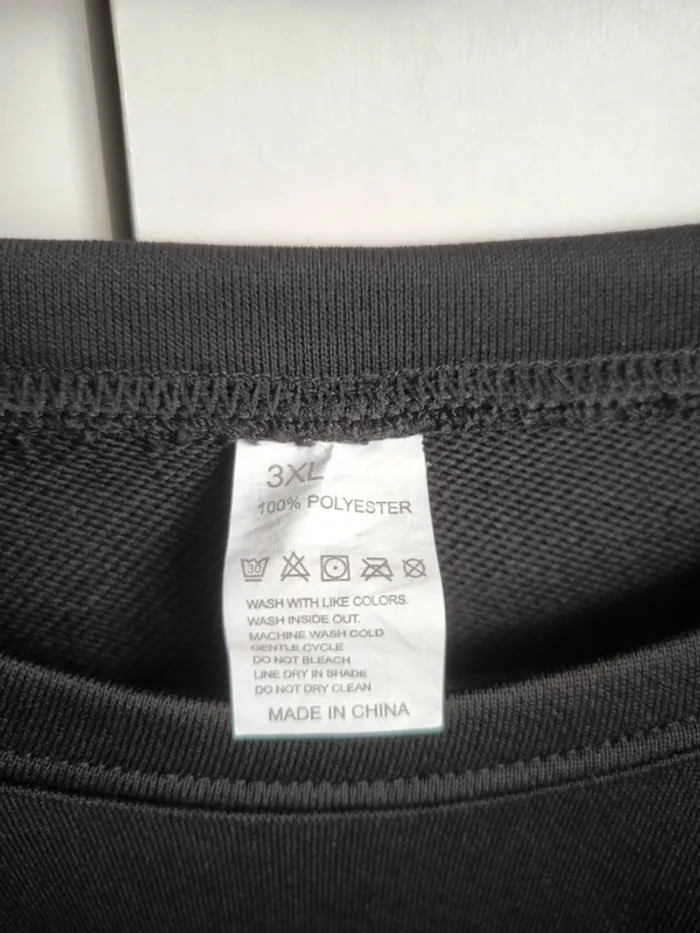 3XL
100% POLYESTER
30
WASH WITH LIKE COLORS.
WASH INSIDE OUT.
MACHINE WASH COLD
GENTLE CYCLE
DO NOT BLEACH
LINE DRY IN SHADE
DO NOT DRY CLEAN
MADE IN CHINA